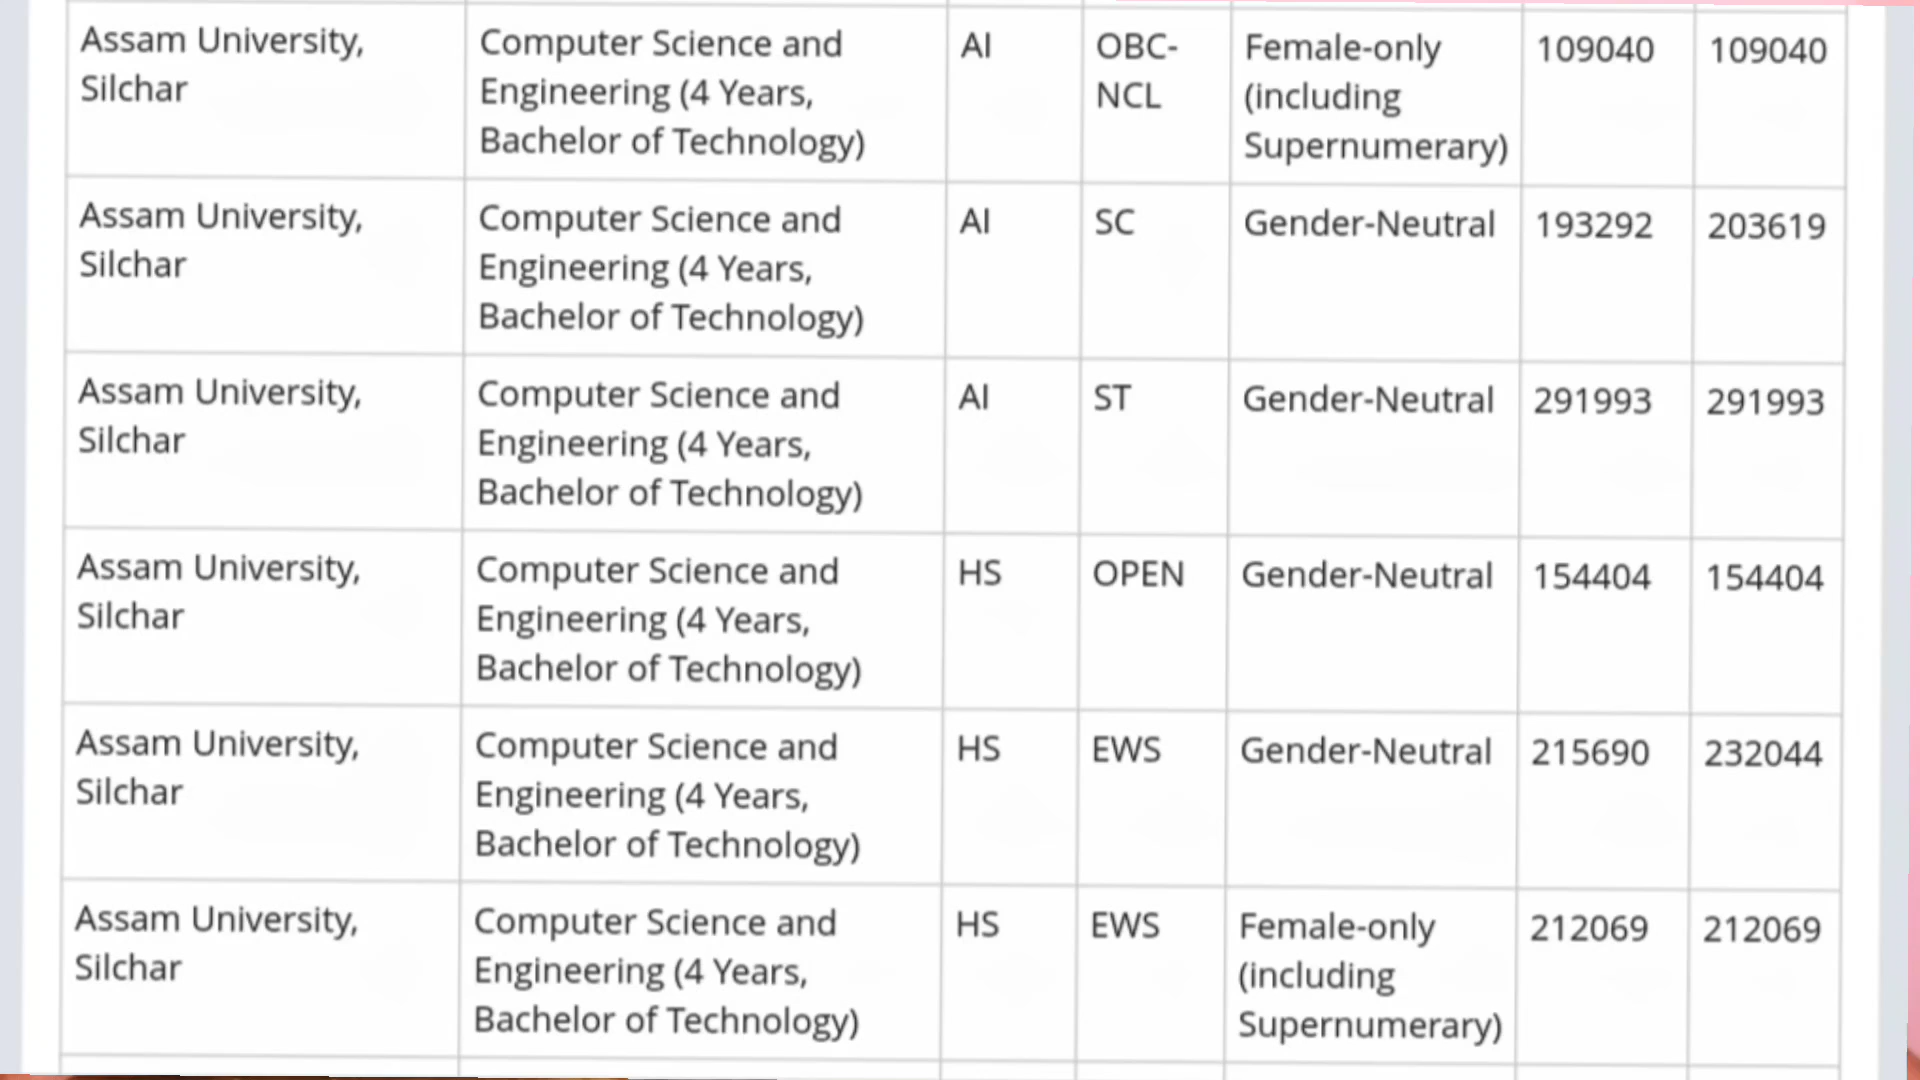 Assam University,
Silchar
Computer Science and
Engineering (4 Years,
Bachelor of Technology)
AI
OBC-
NCL
Female-only
(including
Supernumerary)
109040
109040
Assam University,
Silchar
Computer Science and
Engineering (4 Years,
Bachelor of Technology)
AI
SC
Gender-Neutral
193292
203619
Assam University,
Silchar
Computer Science and
Engineering (4 Years,
Bachelor of Technology)
AI
ST
Gender-Neutral
291993
291993
Assam University,
Silchar
Computer Science and
Engineering (4 Years,
Bachelor of Technology)
HS
OPEN
Gender-Neutral
154404
154404
Assam University,
Silchar
Computer Science and
Engineering (4 Years,
Bachelor of Technology)
HS
EWS
Gender-Neutral
215690
232044
Assam University,
Silchar
Computer Science and
Engineering (4 Years,
Bachelor of Technology)
HS
EWS
Female-only
(including
Supernumerary)
212069
212069